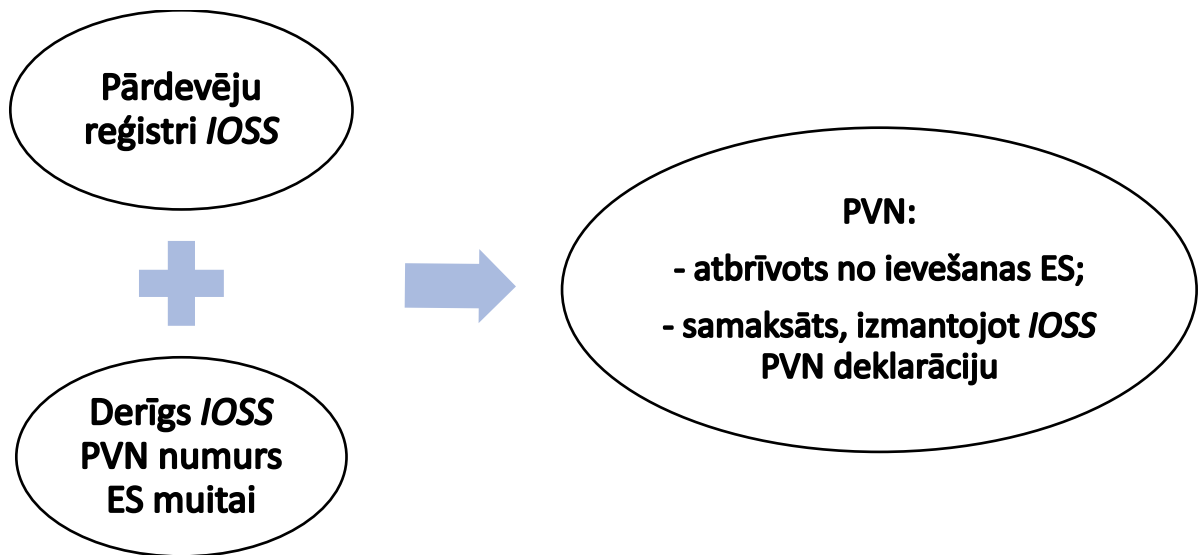 Pārdevēju
reģistri IOSS
Derīgs IOSS
PVN numurs
ES muitai
PVN:
- atbrīvots no ievešanas ES;
- samaksāts, izmantojot IOSS
PVN deklarāciju